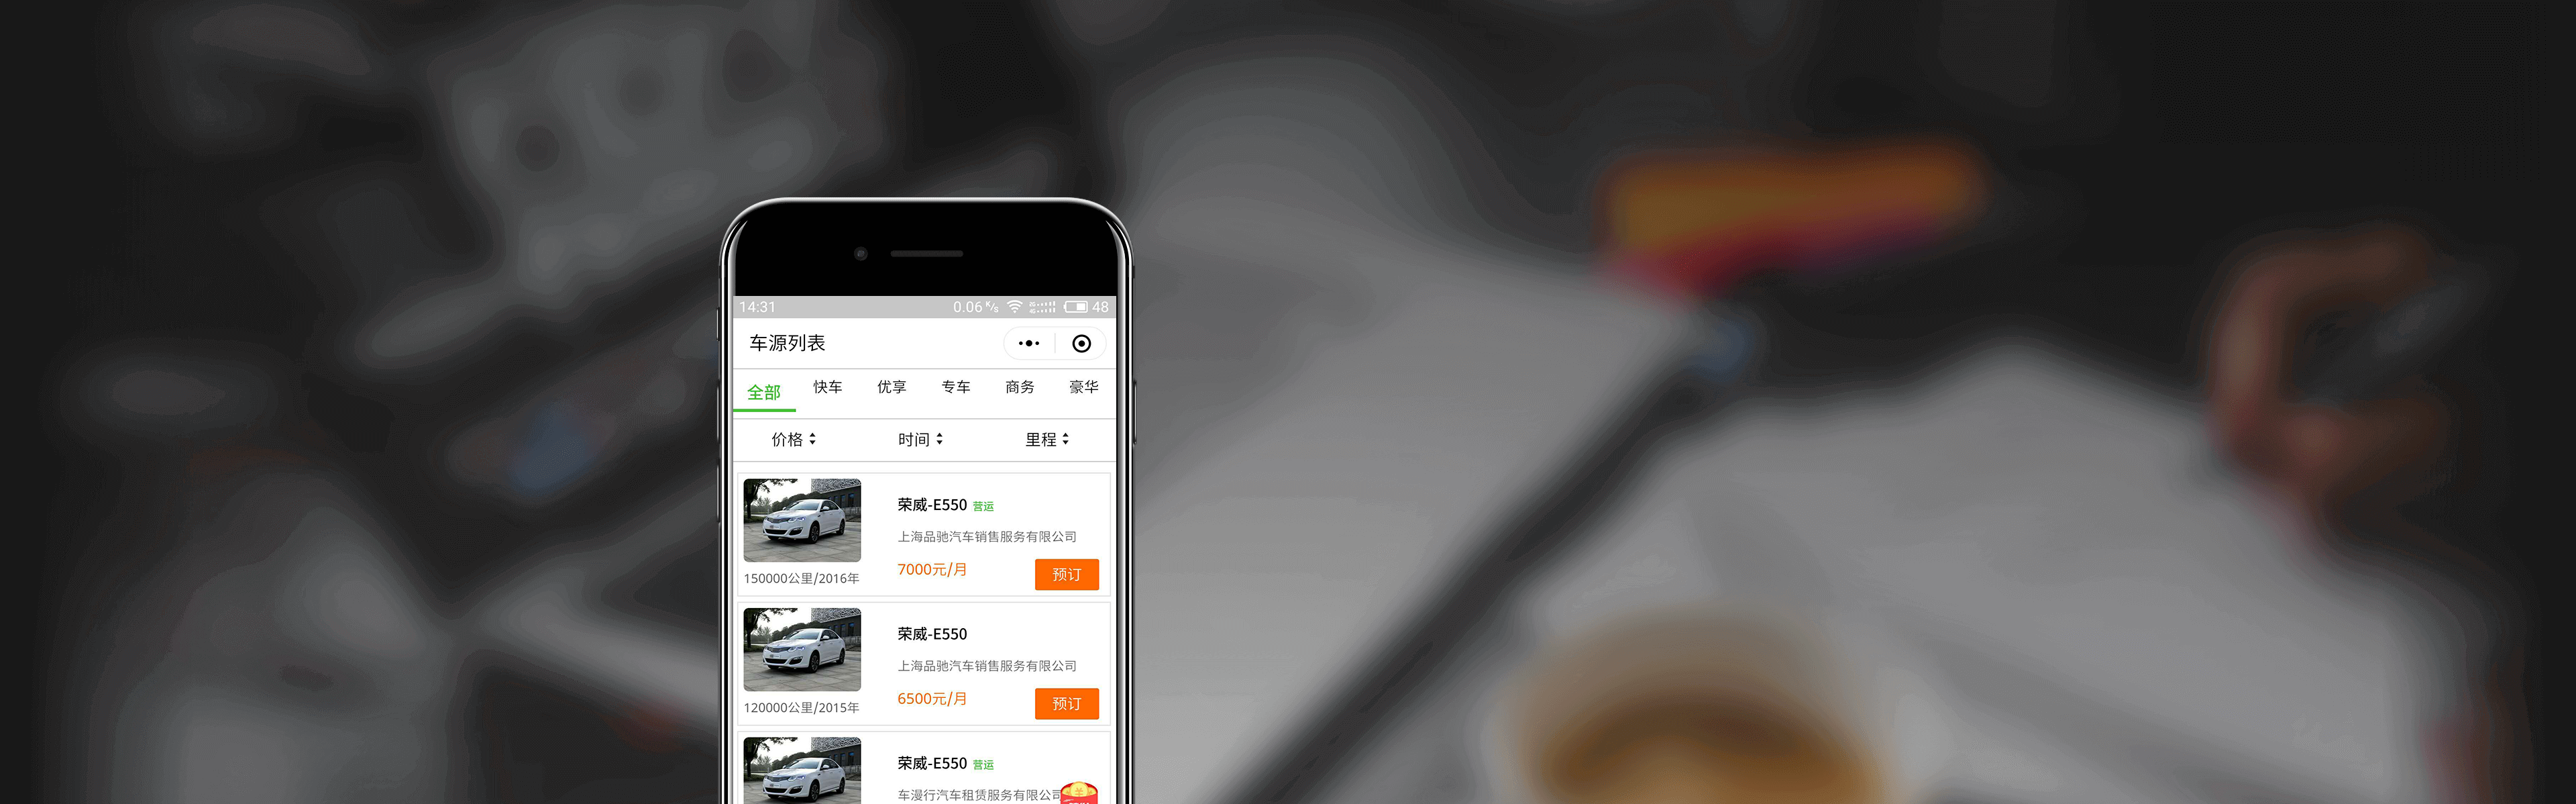 14:31 0.06 K/s 48
车源列表
全部 快车 优享 专车 商务 豪华
价格 时间 里程
荣威-E550 营运
上海品驰汽车销售服务有限公司
7000元/月 预订
150000公里/2016年
荣威-E550
上海品驰汽车销售服务有限公司
6500元/月 预订
120000公里/2015年
荣威-E550 营运
车漫行汽车租赁服务有限公司